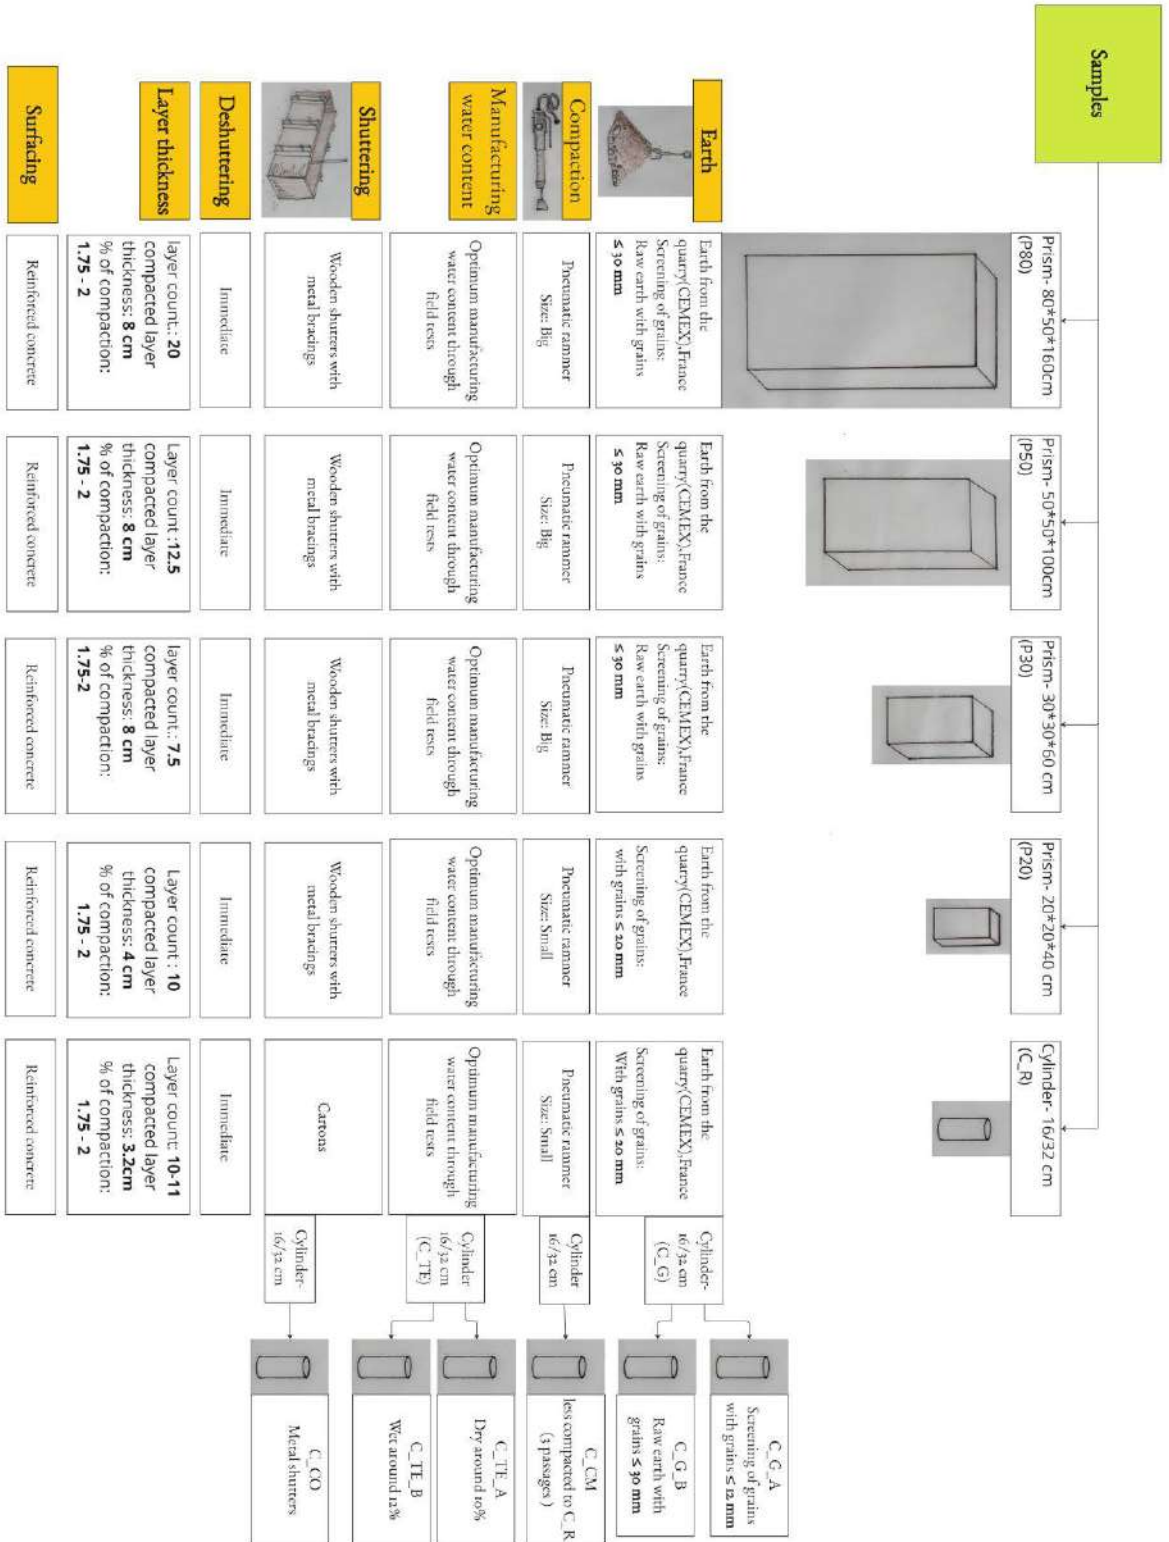 Samples
Prism- 80*50*160cm
(P80)
Prism- 50*50*100cm
(P50)
Prism- 30*30*60 cm
(P30)
Prism- 20*20*40 cm
(P20)
Cylinder- 16/32 cm
(C_R)
Earth
Earth from the
quarry(CEMEX),France
Screening of grains:
Raw earth with grains
≤ 30 mm
Earth from the
quarry(CEMEX),France
Screening of grains:
Raw earth with grains
≤ 30 mm
Earth from the
quarry(CEMEX),France
Screening of grains:
Raw earth with grains
≤ 30 mm
Earth from the
quarry(CEMEX),France
Screening of grains:
with grains ≤ 20 mm
Earth from the
quarry(CEMEX),France
Screening of grains:
With grains ≤ 20 mm
Cylinder-
16/32 cm
(C_G)
C_G_A
Screening of grains
with grains ≤ 12 mm
C_G_B
Raw earth with
grains ≤ 30 mm
Compaction
Pneumatic rammer
Size: Big
Pneumatic rammer
Size: Big
Pneumatic rammer
Size: Big
Pneumatic rammer
Size: Small
Pneumatic rammer
Size: Small
Cylinder
16/32 cm
C_CM
less compacted to C_R
(3 passages )
Manufacturing
water content
Optimum manufacturing
water content through
field tests
Optimum manufacturing
water content through
field tests
Optimum manufacturing
water content through
field tests
Optimum manufacturing
water content through
field tests
Optimum manufacturing
water content through
field tests
Cylinder
16/32 cm
(C_TE)
C_TE_A
Dry around 10%
C_TE_B
Wet around 12%
Shuttering
Wooden shutters with
metal bracings
Wooden shutters with
metal bracings
Wooden shutters with
metal bracings
Wooden shutters with
metal bracings
Cartons
Cylinder-
16/32 cm
C_CO
Metal shutters
Deshuttering
Immediate
Immediate
Immediate
Immediate
Immediate
Layer thickness
layer count.: 20
compacted layer
thickness: 8 cm
% of compaction:
1.75 - 2
Layer count :12.5
compacted layer
thickness: 8 cm
% of compaction:
1.75 - 2
layer count.: 7.5
compacted layer
thickness: 8 cm
% of compaction:
1.75-2
Layer count : 10
compacted layer
thickness: 4 cm
% of compaction:
1.75 - 2
Layer count: 10-11
compacted layer
thickness: 3.2cm
% of compaction:
1.75 - 2
Surfacing
Reinforced concrete
Reinforced concrete
Reinforced concrete
Reinforced concrete
Reinforced concrete